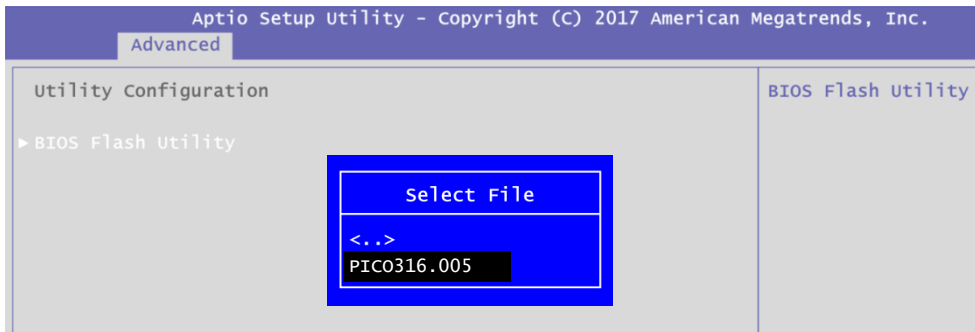 Aptio Setup Utility - Copyright (C) 2017 American Megatrends, Inc.
Advanced
Utility Configuration
BIOS Flash Utility
►BIOS Flash Utility
Select File
<..>
PICO316.005